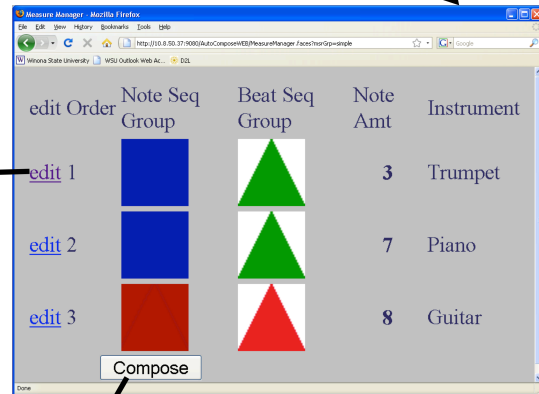 Measure Manager - Mozilla Firefox
File Edit View History Bookmarks Tools Help
http://10.8.50.37:9080/AutoComposeWEB/MeasureManager.faces?msrGrp=simple
G Google
W Winona State University WSU Outlook Web Ac... D2L
edit Order Note Seq Group Beat Seq Group Note Amt Instrument
edit 1 3 Trumpet
edit 2 7 Piano
edit 3 8 Guitar
Compose
Done